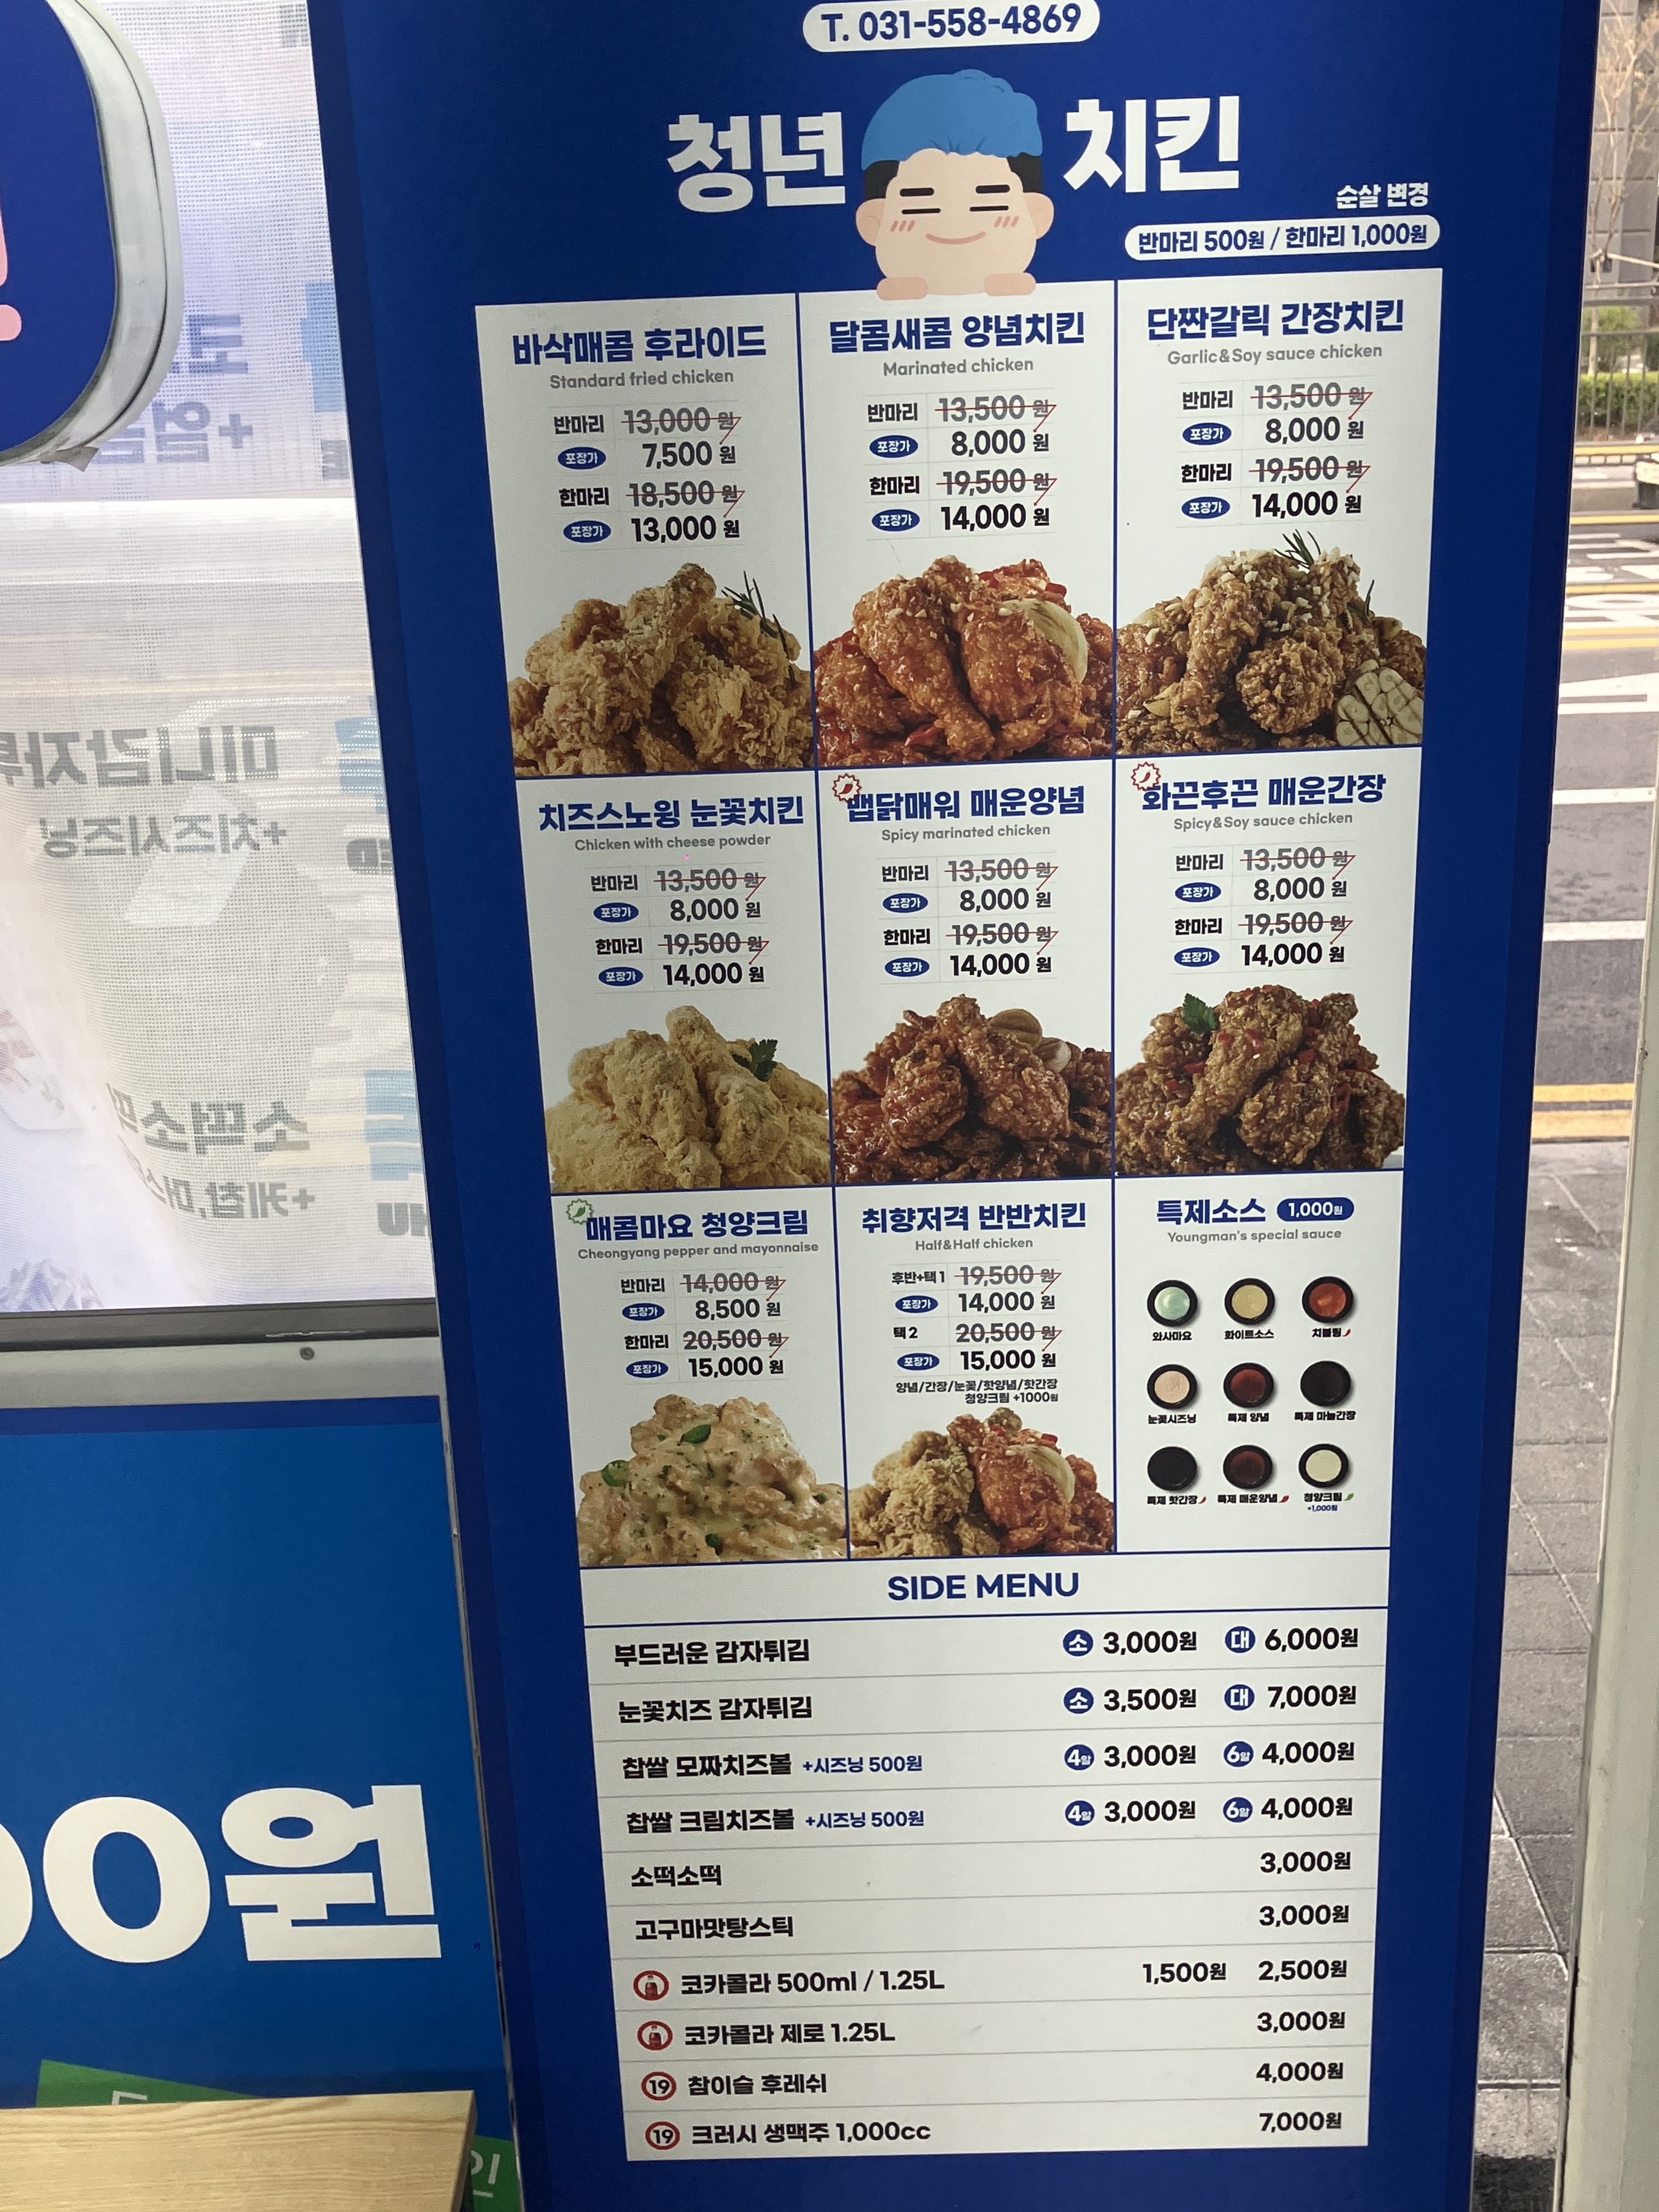 T. 031-558-4869
청년 치킨
순살 변경
반마리 500원 / 한마리 1,000원
바삭매콤 후라이드
Standard fried chicken
반마리 13,000 원
포장가 7,500 원
한마리 18,500 원
포장가 13,000 원
달콤새콤 양념치킨
Marinated chicken
반마리 13,500 원
포장가 8,000 원
한마리 19,500 원
포장가 14,000 원
단짠갈릭 간장치킨
Garlic&Soy sauce chicken
반마리 13,500 원
포장가 8,000 원
한마리 19,500 원
포장가 14,000 원
치즈스노윙 눈꽃치킨
Chicken with cheese powder
반마리 13,500 원
포장가 8,000 원
한마리 19,500 원
포장가 14,000 원
뱁닭매워 매운양념
Spicy marinated chicken
반마리 13,500 원
포장가 8,000 원
한마리 19,500 원
포장가 14,000 원
화끈후끈 매운간장
Spicy&Soy sauce chicken
반마리 13,500 원
포장가 8,000 원
한마리 19,500 원
포장가 14,000 원
매콤마요 청양크림
Cheongyang pepper and mayonnaise
반마리 14,000 원
포장가 8,500 원
한마리 20,500 원
포장가 15,000 원
취향저격 반반치킨
Half&Half chicken
후반+택 1 19,500 원
포장가 14,000 원
택 2 20,500 원
포장가 15,000 원
양념/간장/눈꽃/핫양념/핫간장
청양크림 +1000원
특제소스 1,000원
Youngman's special sauce
와사마요 화이트소스 치블링
눈꽃시즈닝 특제 양념 특제 마늘간장
특제 핫간장 특제 매운양념 청양크림
+1,000원
SIDE MENU
부드러운 감자튀김 소 3,000원 대 6,000원
눈꽃치즈 감자튀김 소 3,500원 대 7,000원
찹쌀 모짜치즈볼 +시즈닝 500원 4알 3,000원 6알 4,000원
찹쌀 크림치즈볼 +시즈닝 500원 4알 3,000원 6알 4,000원
소떡소떡 3,000원
고구마맛탕스틱 3,000원
코카콜라 500ml / 1.25L 1,500원 2,500원
코카콜라 제로 1.25L 3,000원
19 참이슬 후레쉬 4,000원
19 크러시 생맥주 1,000cc 7,000원
미니감자
+치즈시즈닝
소떡소떡
+케찹,머스
00원
인